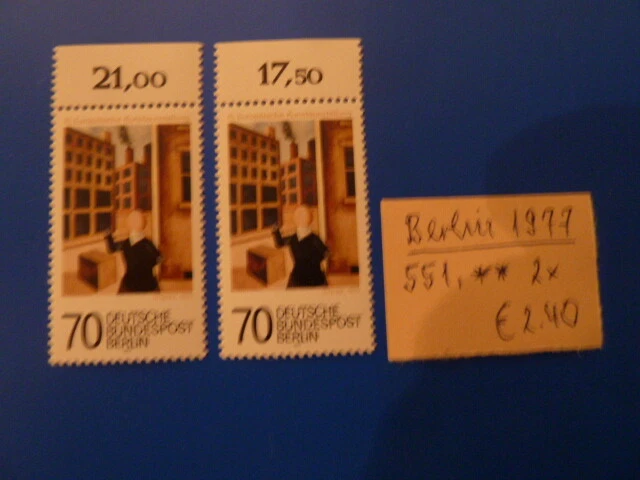 21,00
70 DEUTSCHE
BUNDESPOST
BERLIN
17,50
70 DEUTSCHE
BUNDESPOST
BERLIN
Berlin 1977
551, ** 2x
€ 2.40